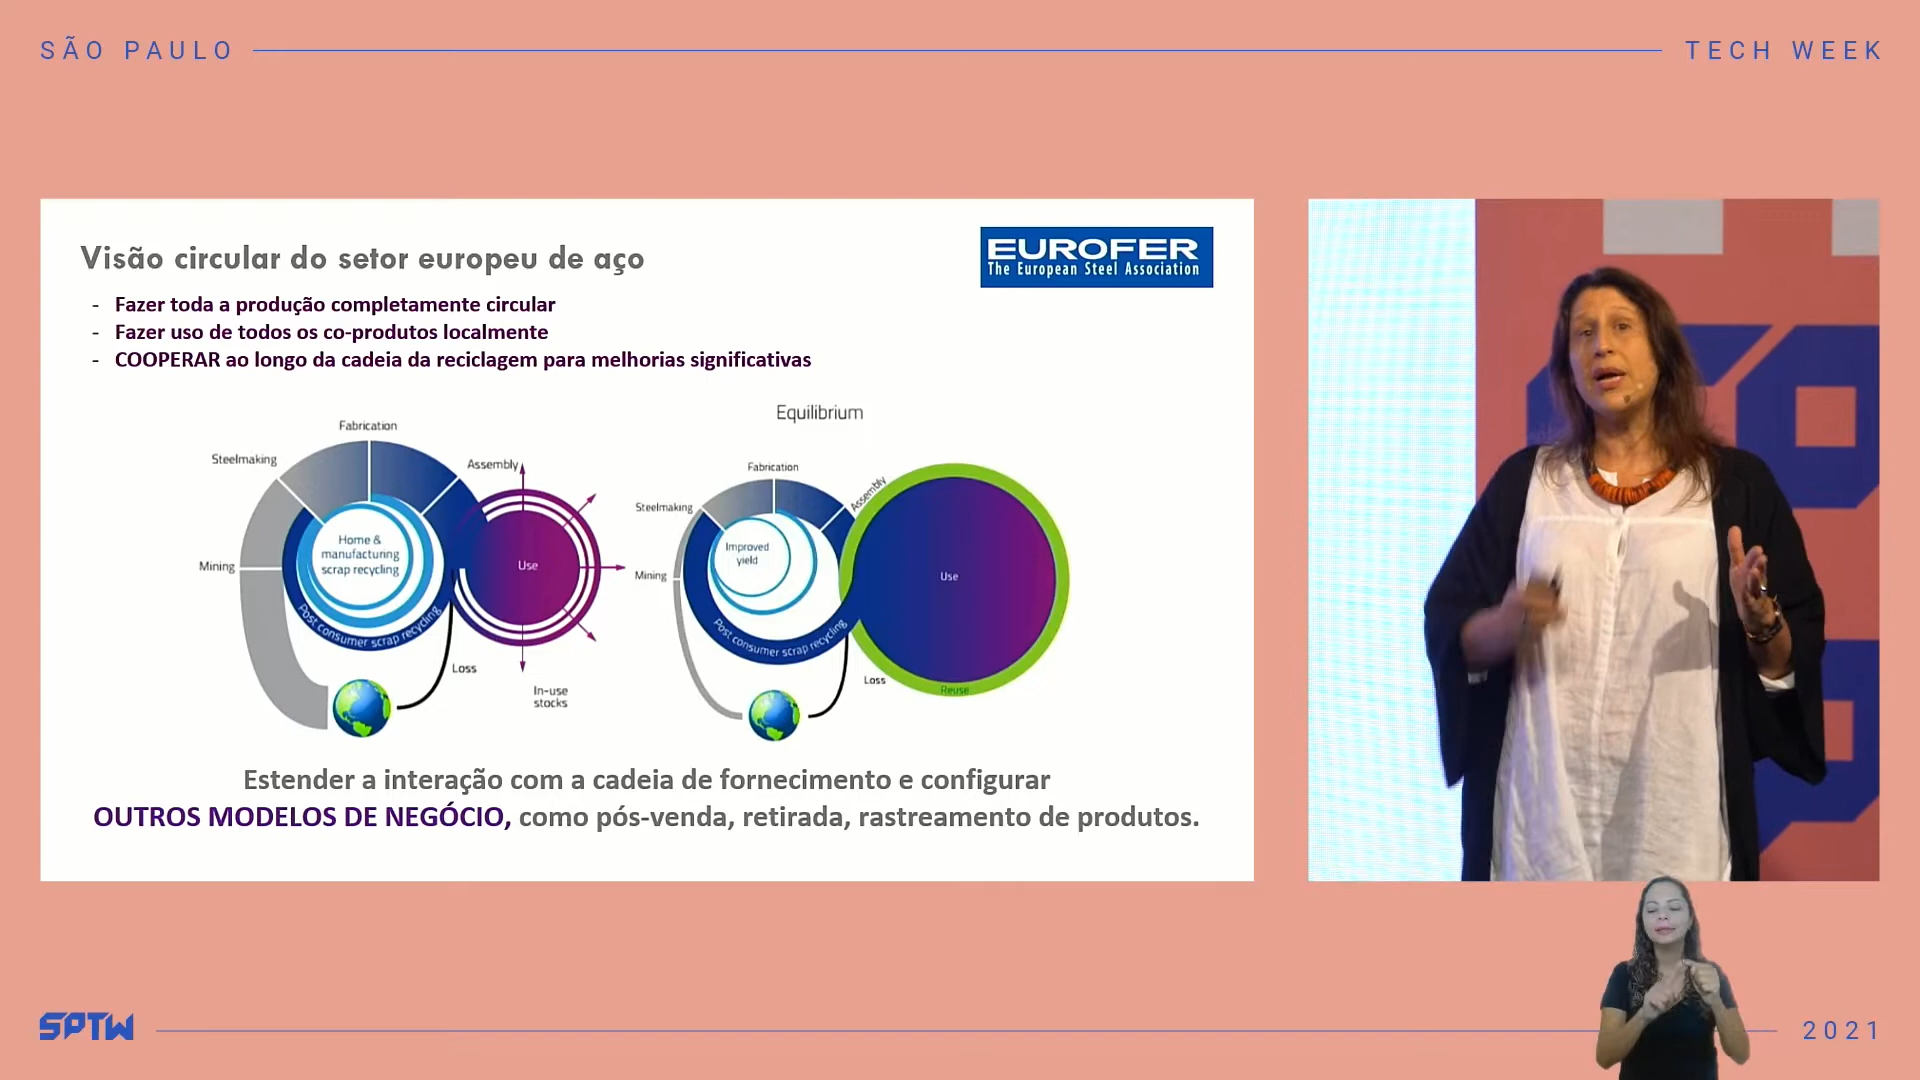 SÃO PAULO
TECH WEEK
Visão circular do setor europeu de aço
EUROFER
The European Steel Association
- Fazer toda a produção completamente circular
- Fazer uso de todos os co-produtos localmente
- COOPERAR ao longo da cadeia da reciclagem para melhorias significativas
Fabrication
Steelmaking
Assembly
Mining
Home &
manufacturing
scrap recycling
Use
Post consumer scrap recycling
Loss
In-use
stocks
Equilibrium
Fabrication
Steelmaking
Assembly
Mining
Improved
yield
Use
Post consumer scrap recycling
Loss
Reuse
Estender a interação com a cadeia de fornecimento e configurar
OUTROS MODELOS DE NEGÓCIO, como pós-venda, retirada, rastreamento de produtos.
SPTW
2021